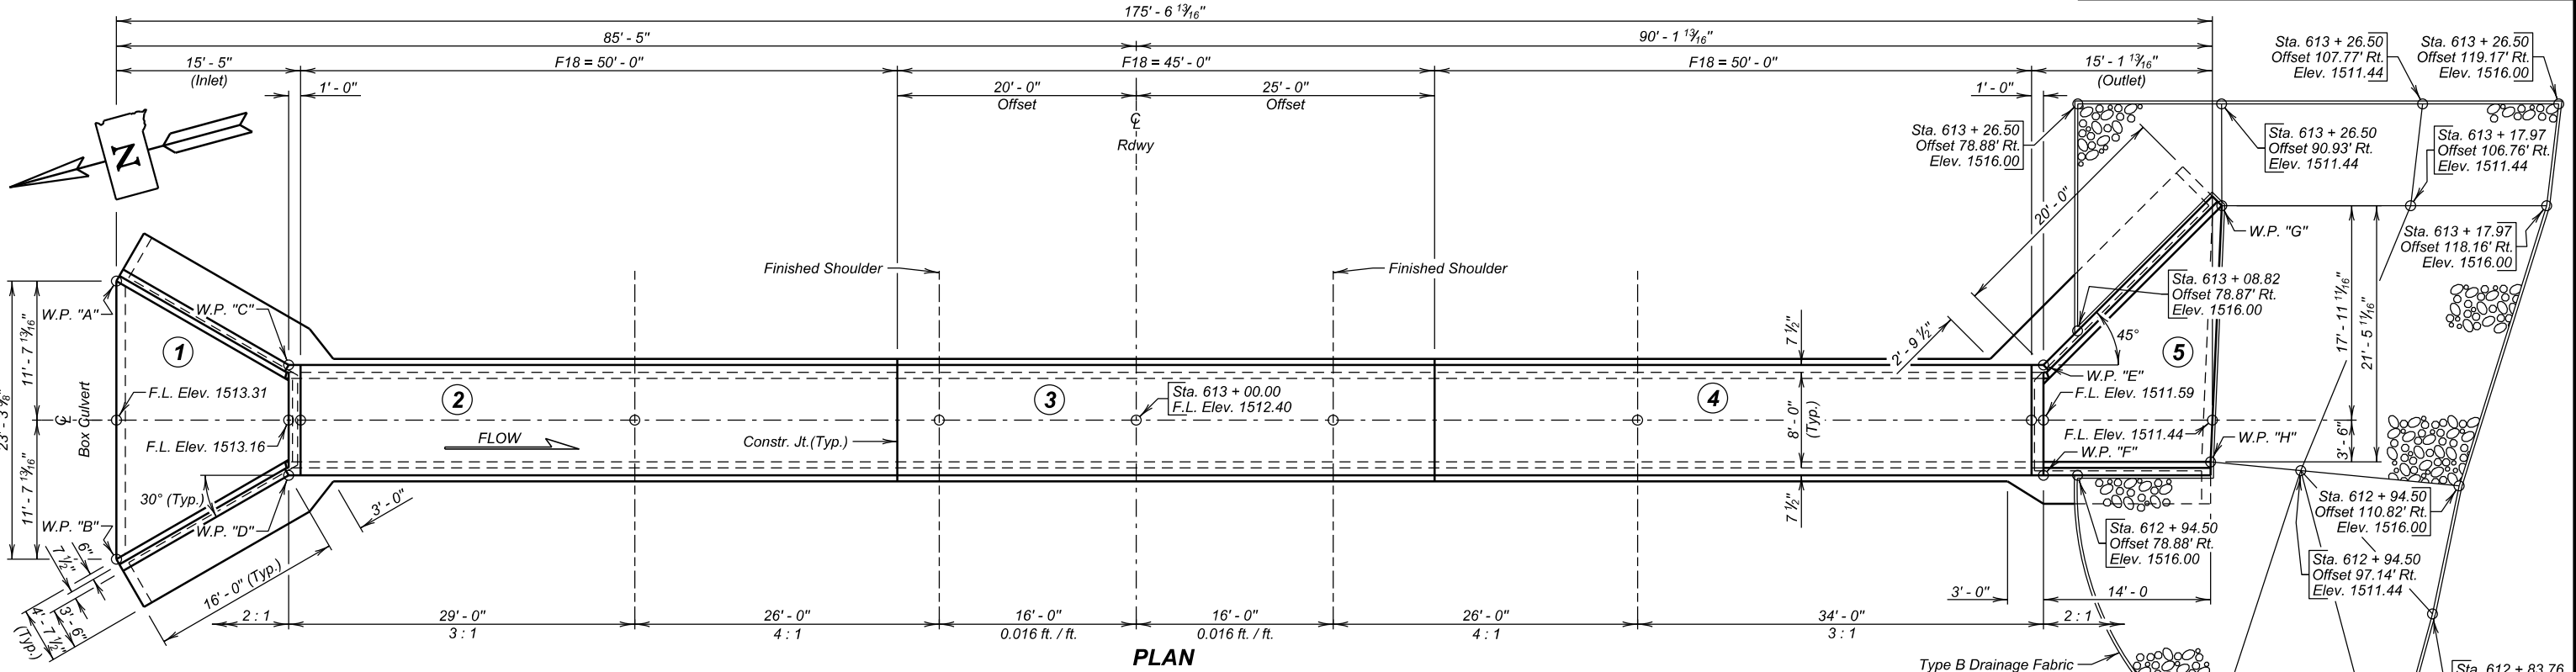 175' - 6 13/16"
85' - 5"
90' - 1 13/16"
15' - 5"
(Inlet)
F18 = 50' - 0"
F18 = 45' - 0"
F18 = 50' - 0"
15' - 1 13/16"
(Outlet)
1' - 0"
20' - 0"
Offset
25' - 0"
Offset
1' - 0"
℄
Rdwy
N
Sta. 613 + 26.50
Offset 107.77' Rt.
Elev. 1511.44
Sta. 613 + 26.50
Offset 119.17' Rt.
Elev. 1516.00
Sta. 613 + 26.50
Offset 78.88' Rt.
Elev. 1516.00
Sta. 613 + 26.50
Offset 90.93' Rt.
Elev. 1511.44
Sta. 613 + 17.97
Offset 106.76' Rt.
Elev. 1511.44
20' - 0"
W.P. "G"
Sta. 613 + 17.97
Offset 118.16' Rt.
Elev. 1516.00
Finished Shoulder
Finished Shoulder
Sta. 613 + 08.82
Offset 78.87' Rt.
Elev. 1516.00
W.P. "A"
W.P. "C"
7 1/2"
2' - 9 1/2"
45°
17' - 11 11/16"
21' - 5 11/16"
1
5
23' - 3 5/8"
11' - 7 13/16"
W.P. "E"
F.L. Elev. 1513.31
2
3
Sta. 613 + 00.00
F.L. Elev. 1512.40
4
F.L. Elev. 1511.59
℄
Box Culvert
F.L. Elev. 1513.16
FLOW
Constr. Jt.(Typ.)
8' - 0"
(Typ.)
F.L. Elev. 1511.44
3' - 6"
W.P. "H"
W.P. "F"
11' - 7 13/16"
30° (Typ.)
3' - 0"
7 1/2"
W.P. "B"
W.P. "D"
Sta. 612 + 94.50
Offset 110.82' Rt.
Elev. 1516.00
Sta. 612 + 94.50
Offset 78.88' Rt.
Elev. 1516.00
Sta. 612 + 94.50
Offset 97.14' Rt.
Elev. 1511.44
6"
7 1/2"
3' - 6"
4' - 7 1/2"
(Typ.)
16' - 0" (Typ.)
3' - 0"
14' - 0
2 : 1
29' - 0"
3 : 1
26' - 0"
4 : 1
16' - 0"
0.016 ft. / ft.
16' - 0"
0.016 ft. / ft.
26' - 0"
4 : 1
34' - 0"
3 : 1
2 : 1
PLAN
Type B Drainage Fabric
Sta. 612 + 83.76